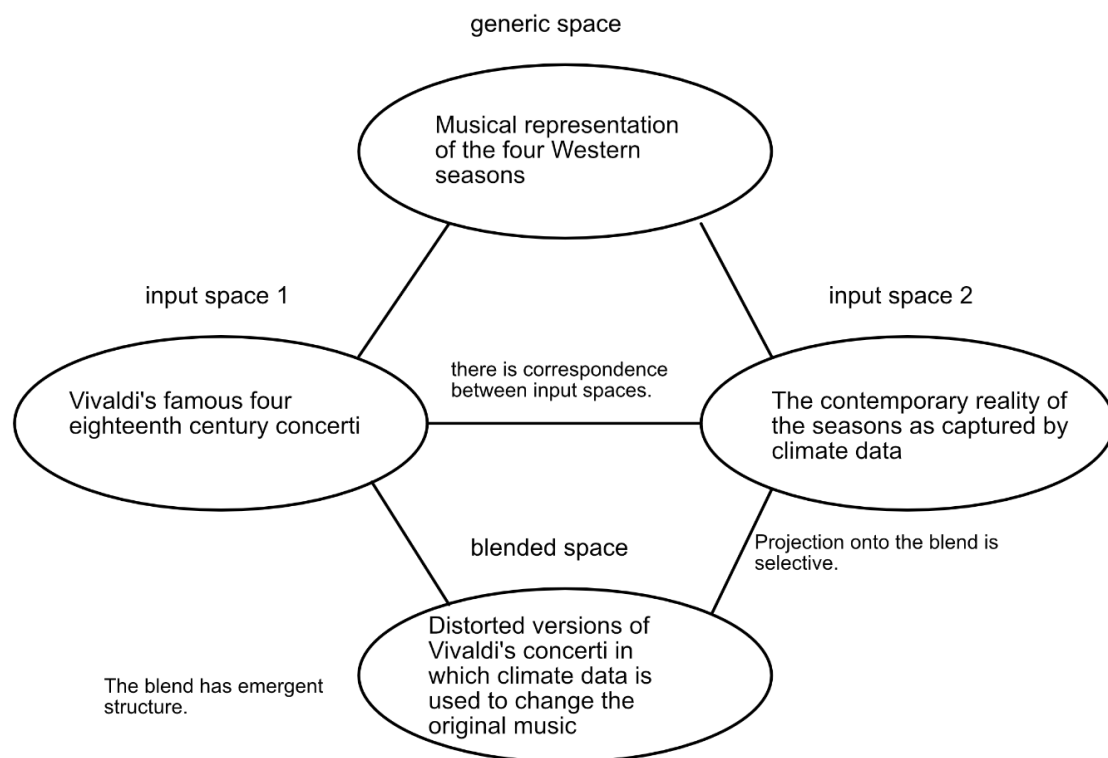 generic space
Musical representation
of the four Western
seasons
input space 1
input space 2
there is correspondence
between input spaces.
Vivaldi's famous four
eighteenth century concerti
The contemporary reality of
the seasons as captured by
climate data
blended space
Projection onto the blend is
selective.
Distorted versions of
Vivaldi's concerti in
which climate data is
used to change the
original music
The blend has emergent
structure.